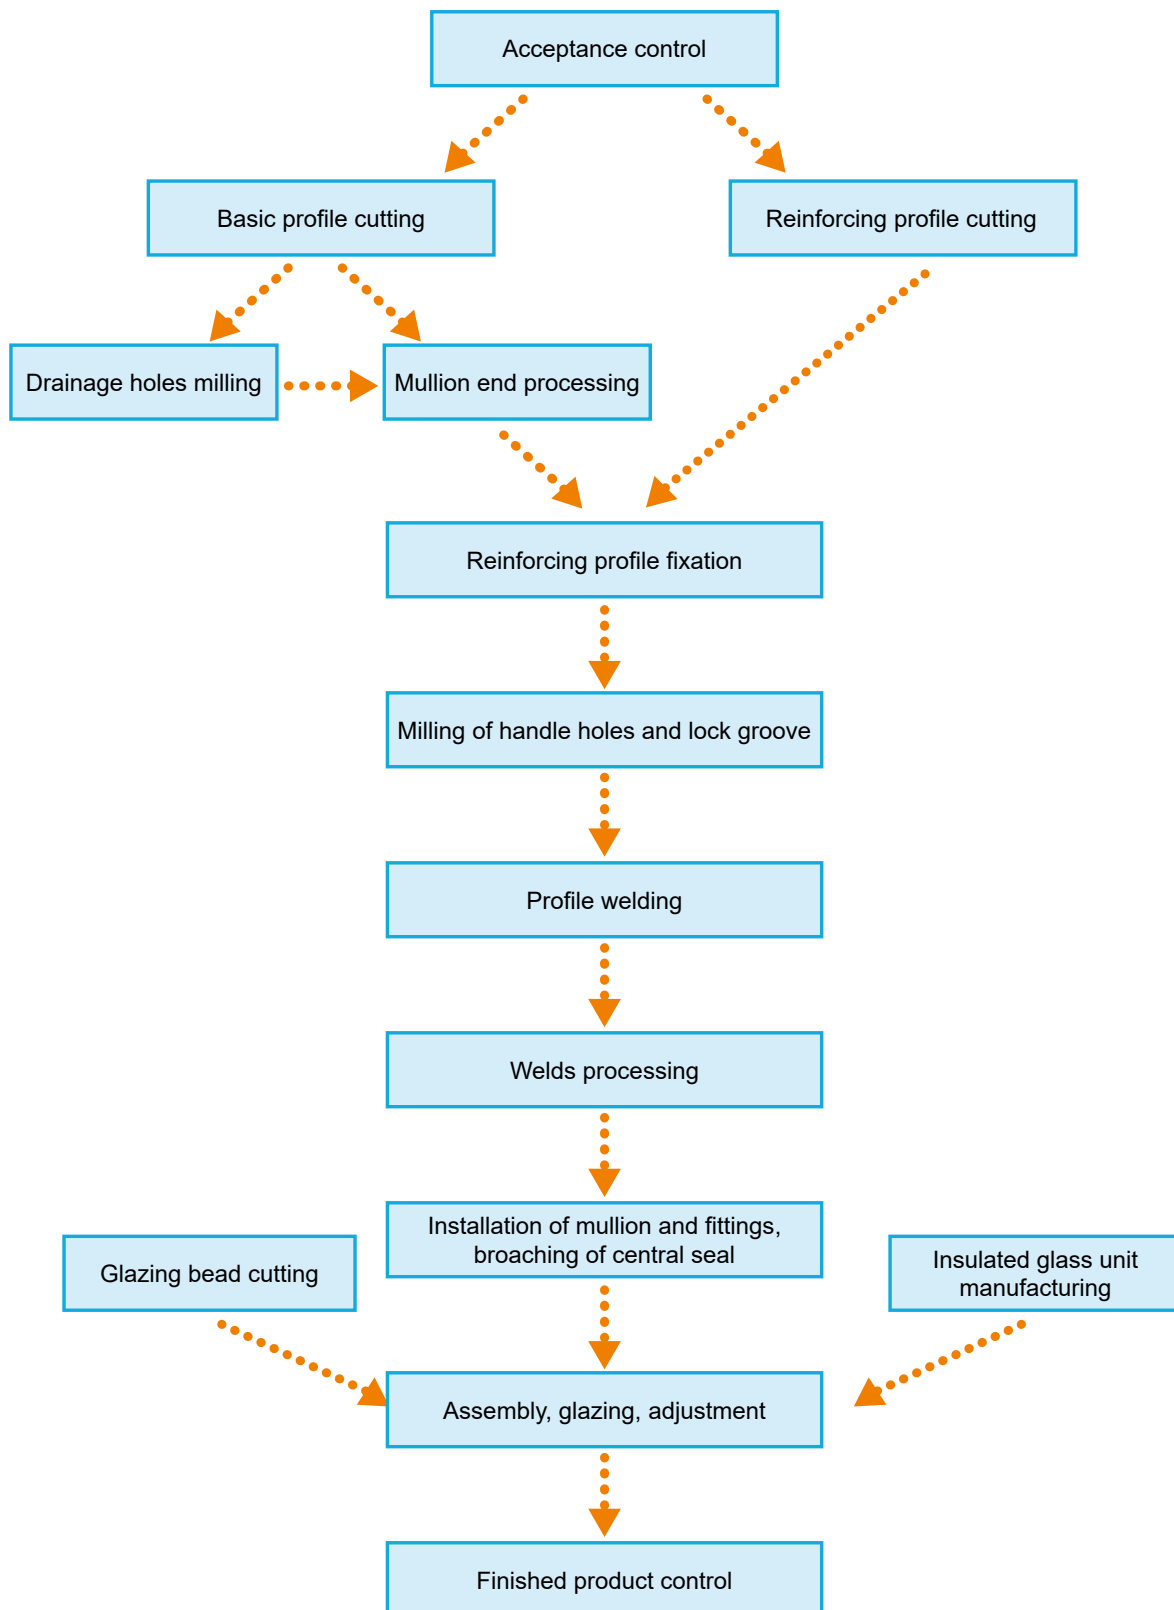 Acceptance control
Basic profile cutting
Reinforcing profile cutting
Drainage holes milling
Mullion end processing
Reinforcing profile fixation
Milling of handle holes and lock groove
Profile welding
Welds processing
Installation of mullion and fittings,
broaching of central seal
Glazing bead cutting
Insulated glass unit
manufacturing
Assembly, glazing, adjustment
Finished product control